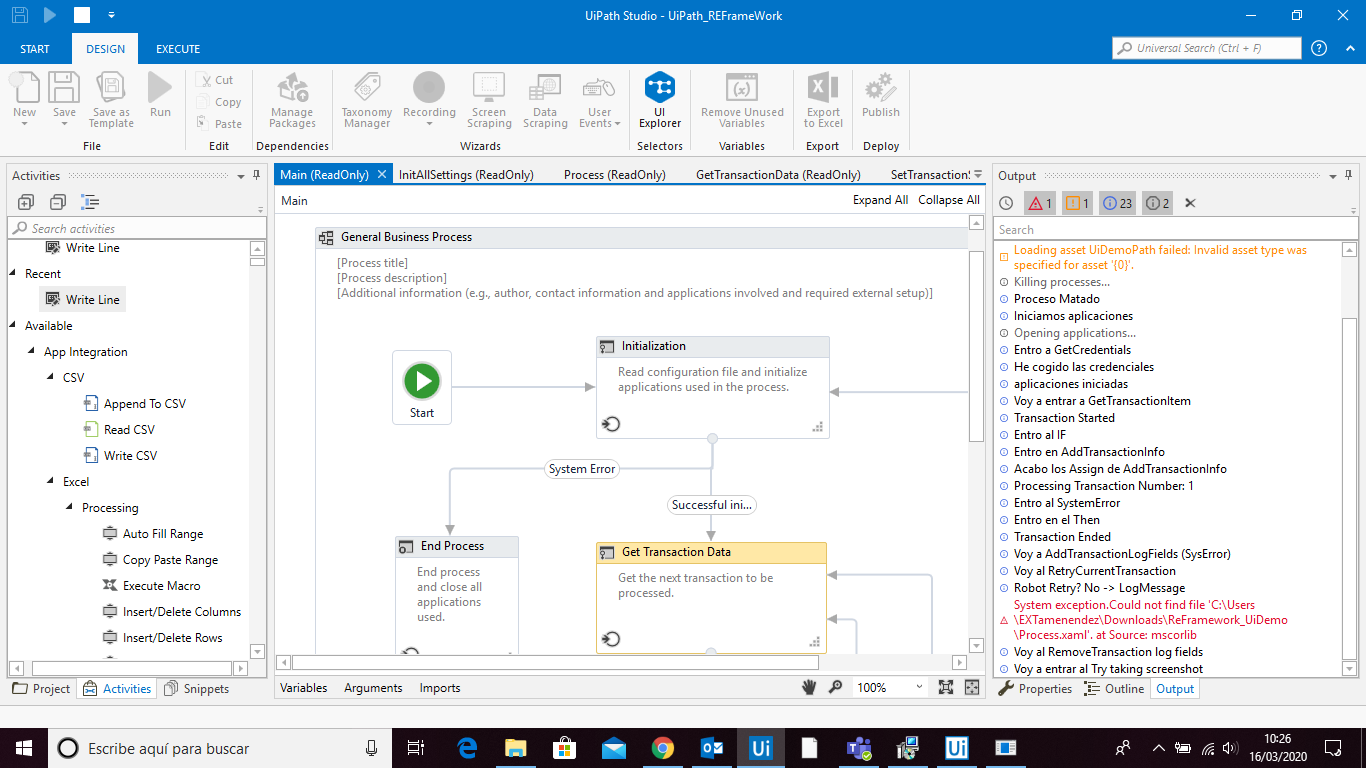 UiPath Studio - UiPath_REFrameWork
START
DESIGN
EXECUTE
Universal Search (Ctrl + F)
New
Save
Save as Template
Run
Cut
Copy
Paste
Manage Packages
Taxonomy Manager
Recording
Screen Scraping
Data Scraping
User Events
UI Explorer
Remove Unused Variables
Export to Excel
Publish
File
Edit
Dependencies
Wizards
Selectors
Variables
Export
Deploy
Activities
Search activities
Write Line
Recent
Write Line
Available
App Integration
CSV
Append To CSV
Read CSV
Write CSV
Excel
Processing
Auto Fill Range
Copy Paste Range
Execute Macro
Insert/Delete Columns
Insert/Delete Rows
Project
Activities
Snippets
Main (ReadOnly)
InitAllSettings (ReadOnly)
Process (ReadOnly)
GetTransactionData (ReadOnly)
SetTransactionS
Main
Expand All
Collapse All
General Business Process
[Process title]
[Process description]
[Additional information (e.g., author, contact information and applications involved and required external setup)]
Start
Initialization
Read configuration file and initialize
applications used in the process.
System Error
Successful ini...
End Process
End process
and close all
applications
used.
Get Transaction Data
Get the next transaction to be
processed.
Variables
Arguments
Imports
100%
Output
1
1
23
2
Search
Loading asset UiDemoPath failed: Invalid asset type was
specified for asset '{0}'.
Killing processes...
Proceso Matado
Iniciamos aplicaciones
Opening applications...
Entro a GetCredentials
He cogido las credenciales
aplicaciones iniciadas
Voy a entrar a GetTransactionItem
Transaction Started
Entro al IF
Entro en AddTransactionInfo
Acabo los Assign de AddTransactionInfo
Processing Transaction Number: 1
Entro al SystemError
Entro en el Then
Transaction Ended
Voy a AddTransactionLogFields (SysError)
Voy al RetryCurrentTransaction
Robot Retry? No -> LogMessage
System exception.Could not find file 'C:\Users
\EXTamenendez\Downloads\ReFramework_UiDemo
\Process.xaml'. at Source: mscorlib
Voy al RemoveTransaction log fields
Voy a entrar al Try taking screenshot
Properties
Outline
Output
Escribe aquí para buscar
Ui
Ui
10:26
16/03/2020